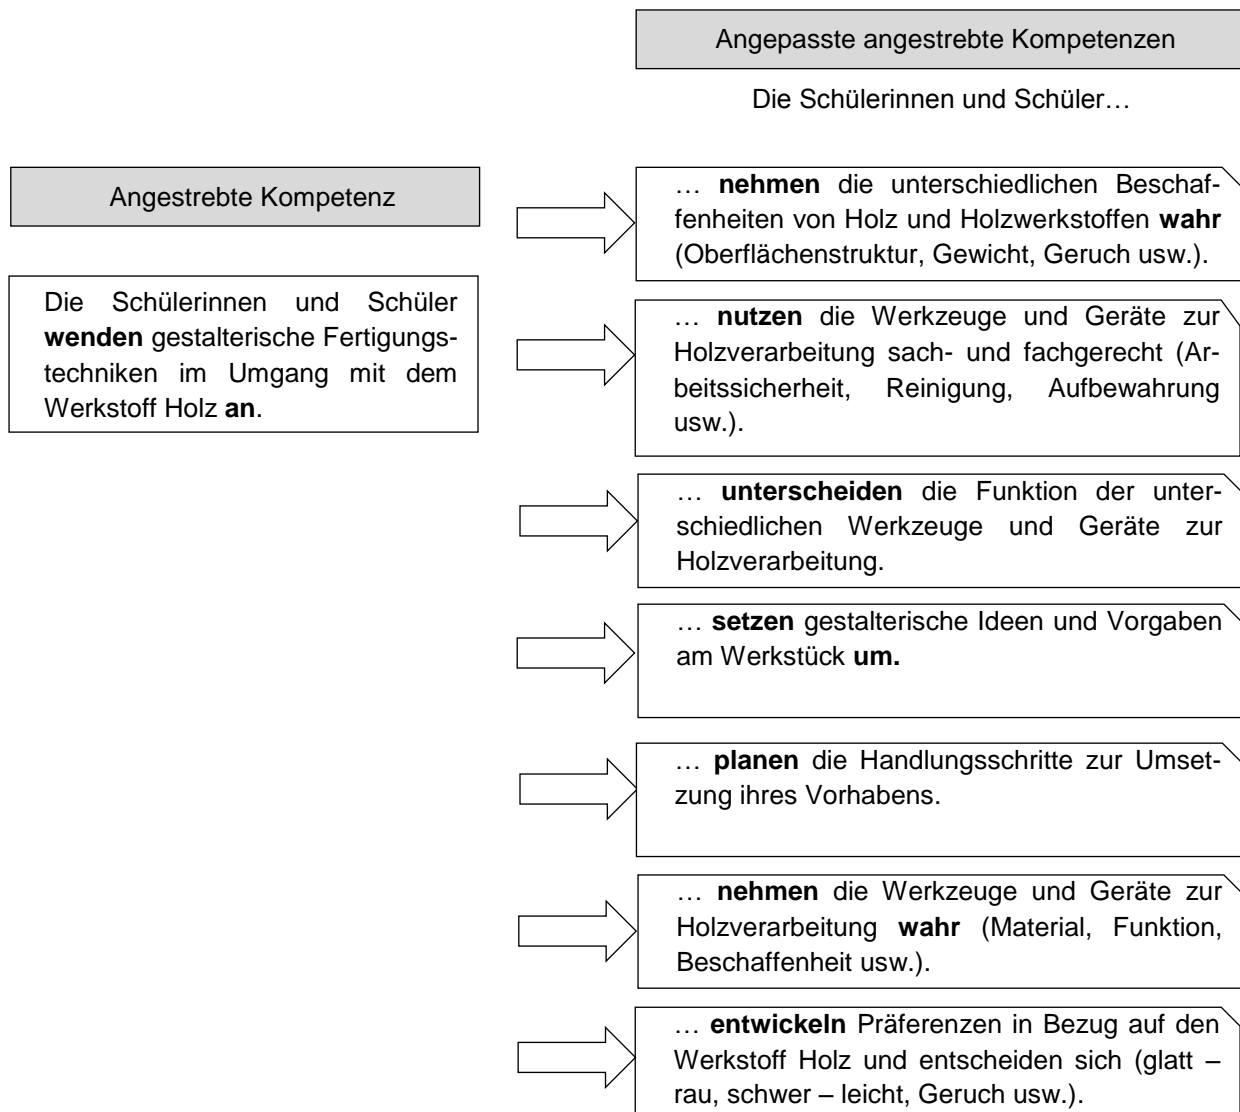 Angepasste angestrebte Kompetenzen
Die Schülerinnen und Schüler…
Angestrebte Kompetenz
Die Schülerinnen und Schüler
wenden gestalterische Fertigungs-
techniken im Umgang mit dem
Werkstoff Holz an.
… nehmen die unterschiedlichen Beschaf-
fenheiten von Holz und Holzwerkstoffen wahr
(Oberflächenstruktur, Gewicht, Geruch usw.).
… nutzen die Werkzeuge und Geräte zur
Holzverarbeitung sach- und fachgerecht (Ar-
beitssicherheit, Reinigung, Aufbewahrung
usw.).
… unterscheiden die Funktion der unter-
schiedlichen Werkzeuge und Geräte zur
Holzverarbeitung.
… setzen gestalterische Ideen und Vorgaben
am Werkstück um.
… planen die Handlungsschritte zur Umset-
zung ihres Vorhabens.
… nehmen die Werkzeuge und Geräte zur
Holzverarbeitung wahr (Material, Funktion,
Beschaffenheit usw.).
… entwickeln Präferenzen in Bezug auf den
Werkstoff Holz und entscheiden sich (glatt –
rau, schwer – leicht, Geruch usw.).